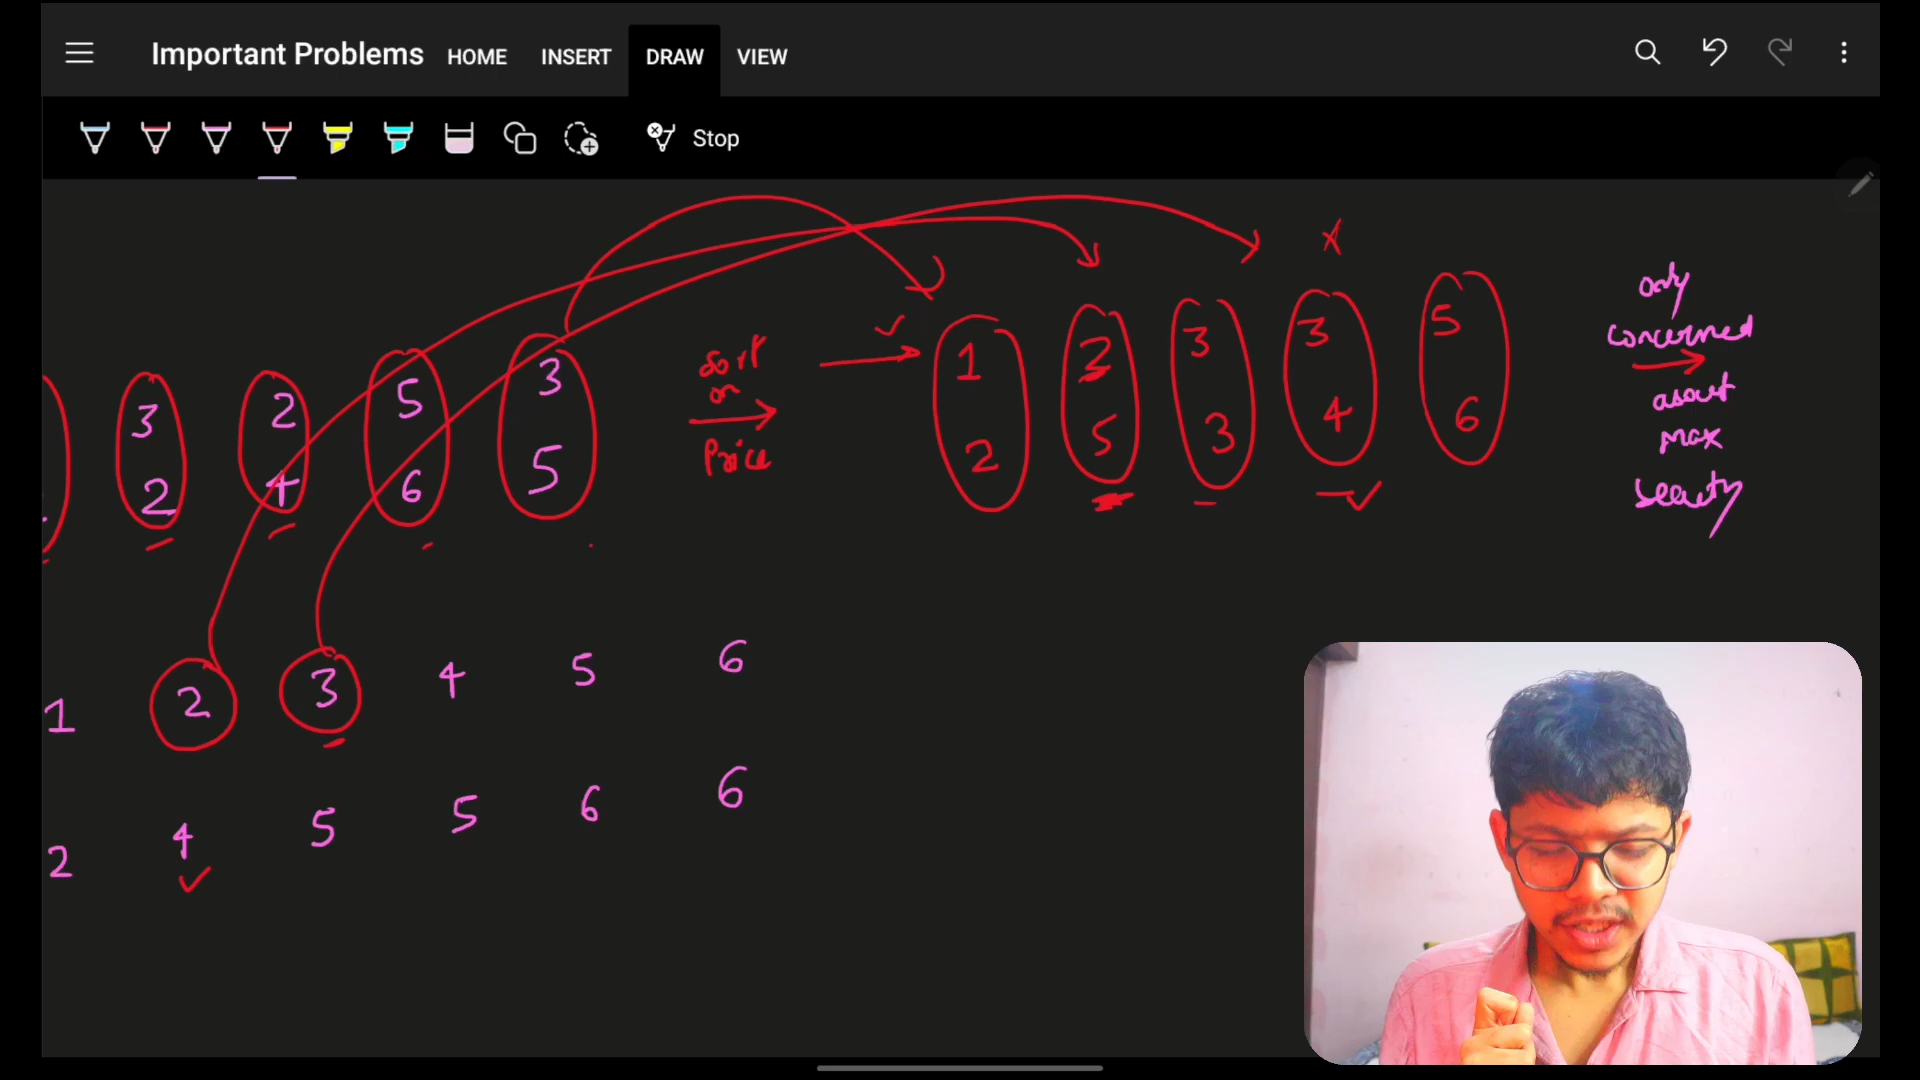 Important Problems HOME INSERT DRAW VIEW
Stop
3 2 5 3
2 4 6 5
Sort
on
Price
1 2 3 3 5
2 5 3 4 6
only
concerned
about
max
beauty
1 2 3 4 5 6
2 4 5 5 6 6